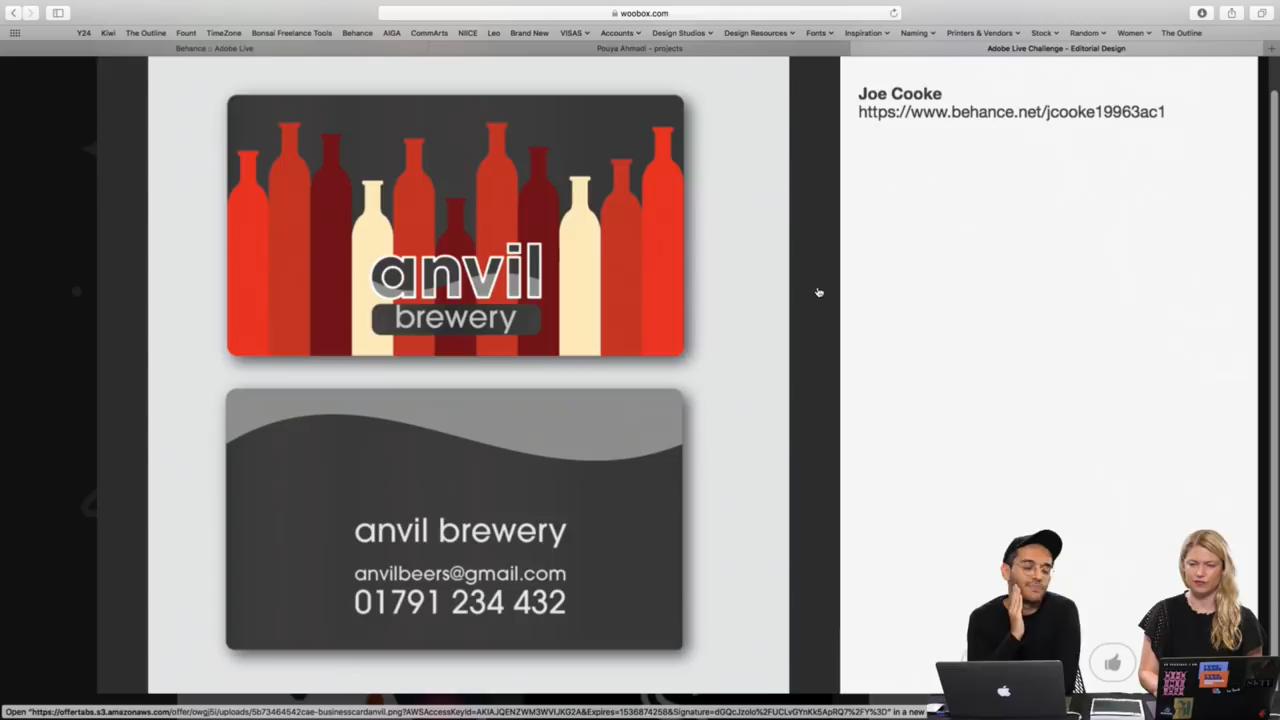 woobox.com
Y24 Kiwi The Outline Fount TimeZone Bonsai Freelance Tools Behance AIGA CommArts NIICE Leo Brand New VISAS Accounts Design Studios Design Resources Fonts Inspiration Naming Printers & Vendors Stock Random Women The Outline
Behance :: Adobe Live Pouya Ahmadi - projects Adobe Live Challenge - Editorial Design
Joe Cooke
https://www.behance.net/jcooke19963ac1
anvil
brewery
anvil brewery
anvilbeers@gmail.com
01791 234 432